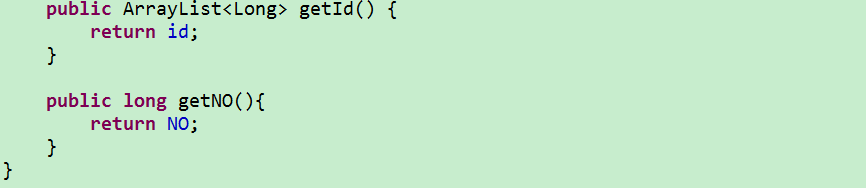 public ArrayList<Long> getId() {
return id;
}
public long getNO(){
return NO;
}
}